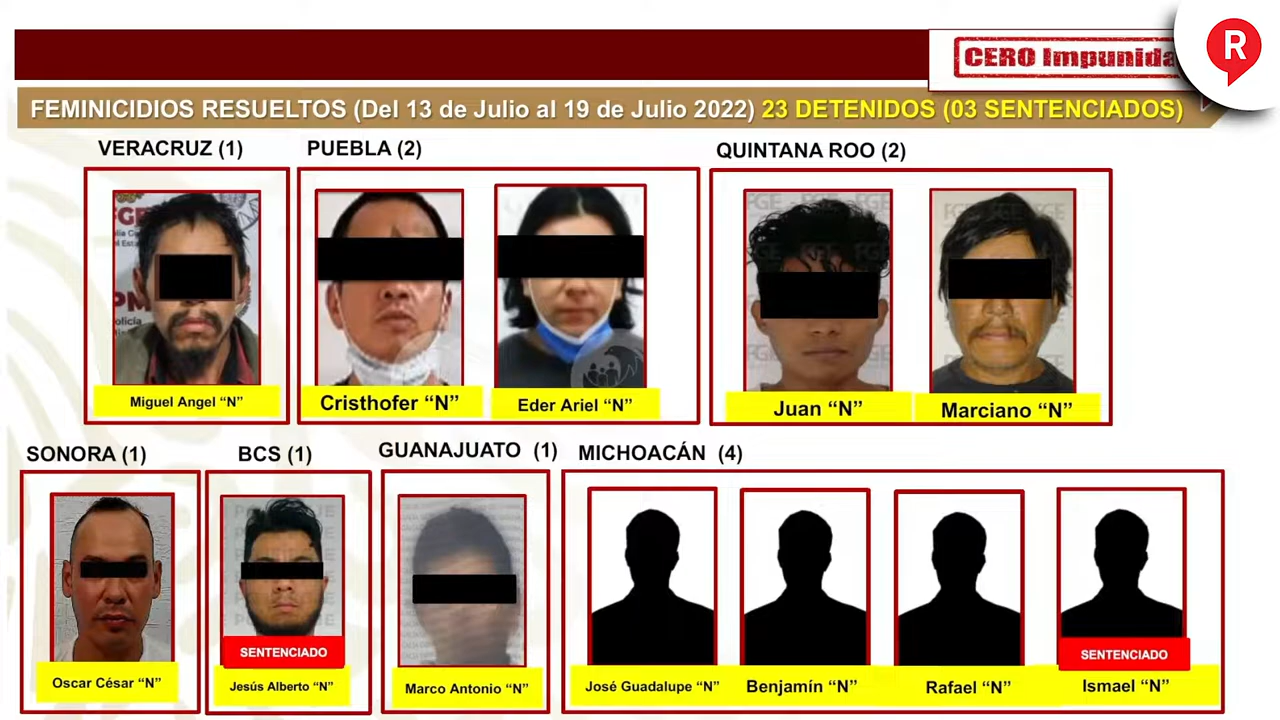 CERO Impunida
R
FEMINICIDIOS RESUELTOS (Del 13 de Julio al 19 de Julio 2022) 23 DETENIDOS (03 SENTENCIADOS)
VERACRUZ (1)
PUEBLA (2)
QUINTANA ROO (2)
Miguel Angel “N”
Cristhofer “N”
Eder Ariel “N”
Juan “N”
Marciano “N”
SONORA (1)
BCS (1)
GUANAJUATO (1)
MICHOACÁN (4)
SENTENCIADO
SENTENCIADO
Oscar César “N”
Jesús Alberto “N”
Marco Antonio “N”
José Guadalupe “N”
Benjamín “N”
Rafael “N”
Ismael “N”